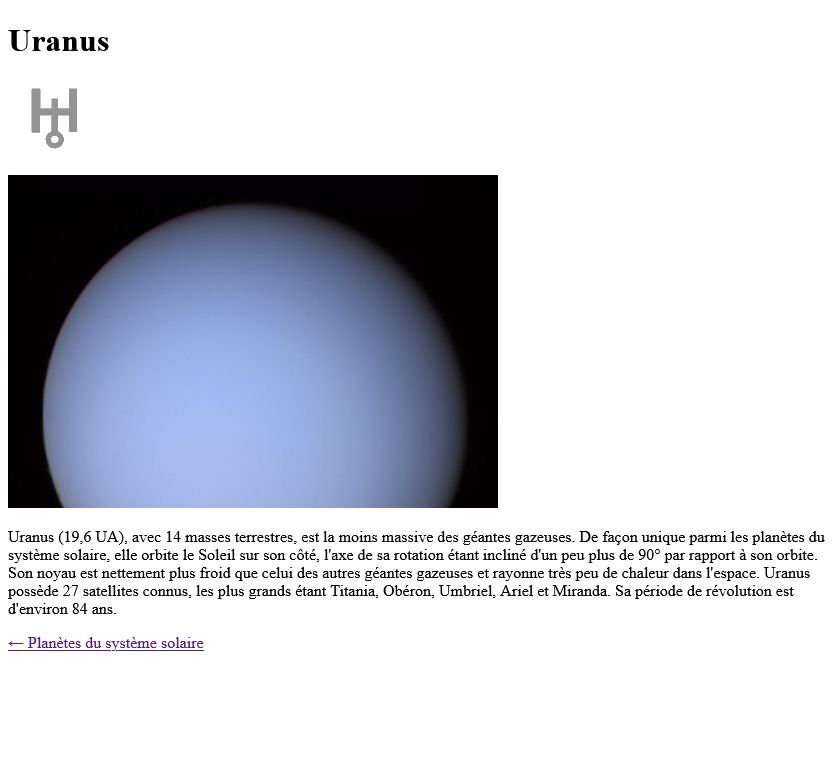 Uranus
Uranus (19,6 UA), avec 14 masses terrestres, est la moins massive des géantes gazeuses. De façon unique parmi les planètes du
système solaire, elle orbite le Soleil sur son côté, l'axe de sa rotation étant incliné d'un peu plus de 90° par rapport à son orbite.
Son noyau est nettement plus froid que celui des autres géantes gazeuses et rayonne très peu de chaleur dans l'espace. Uranus
possède 27 satellites connus, les plus grands étant Titania, Obéron, Umbriel, Ariel et Miranda. Sa période de révolution est
d'environ 84 ans.
← Planètes du système solaire